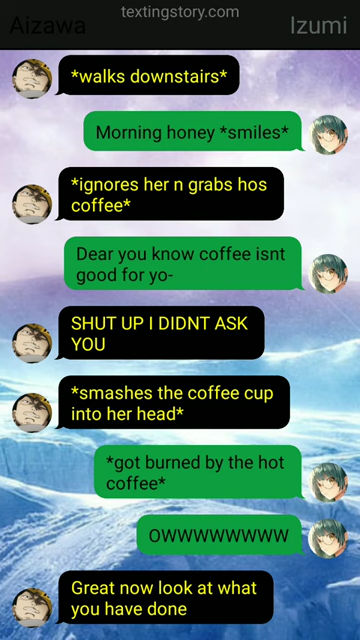 textingstory.com
Aizawa
Izumi
*walks downstairs*
Morning honey *smiles*
*ignores her n grabs hos
coffee*
Dear you know coffee isnt
good for yo-
SHUT UP I DIDNT ASK
YOU
*smashes the coffee cup
into her head*
*got burned by the hot
coffee*
OWWWWWWWW
Great now look at what
you have done